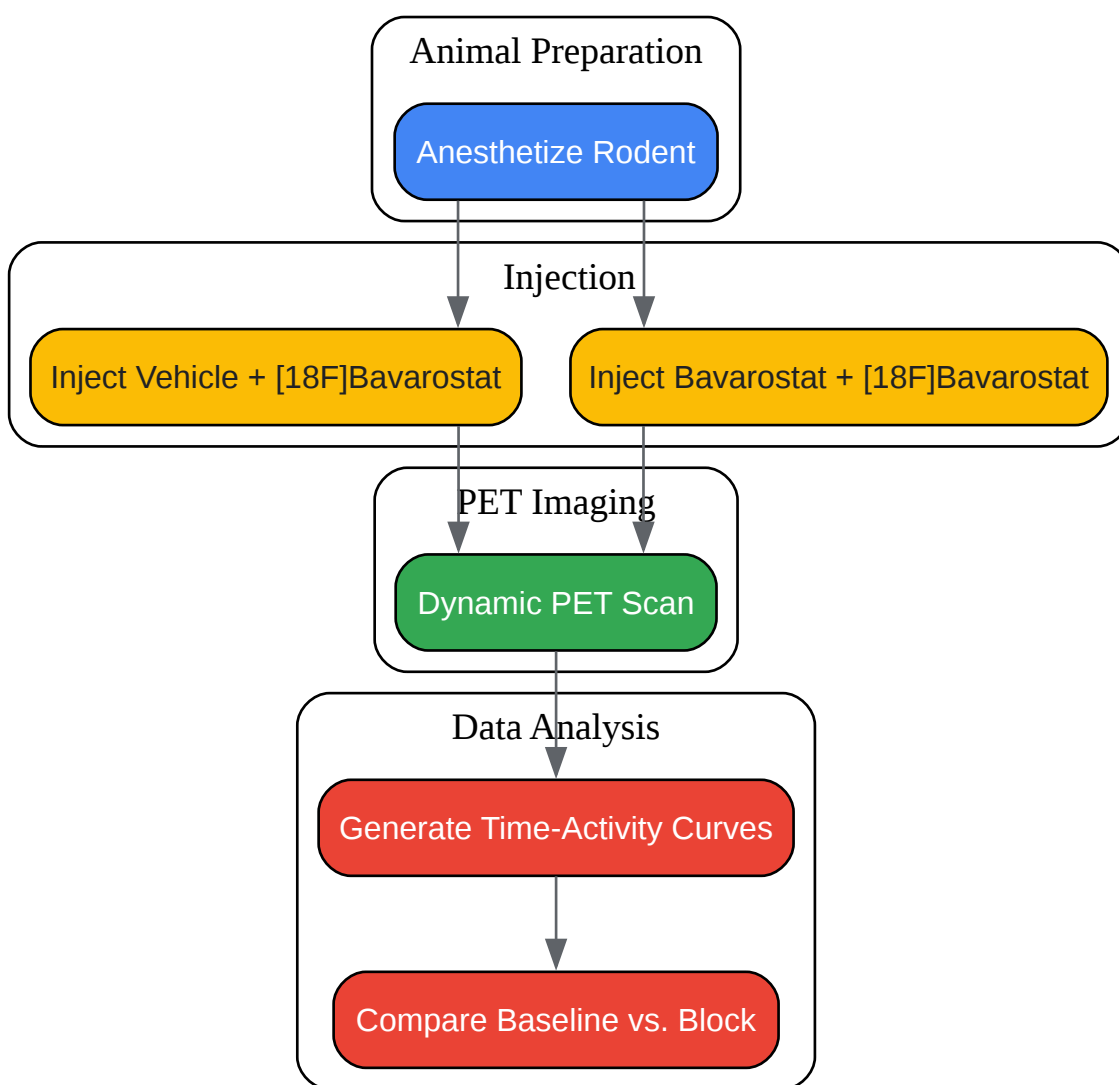 Animal Preparation
Anesthetize Rodent
Injection
Inject Vehicle + [18F]Bavarostat
Inject Bavarostat + [18F]Bavarostat
PET Imaging
Dynamic PET Scan
Data Analysis
Generate Time-Activity Curves
Compare Baseline vs. Block